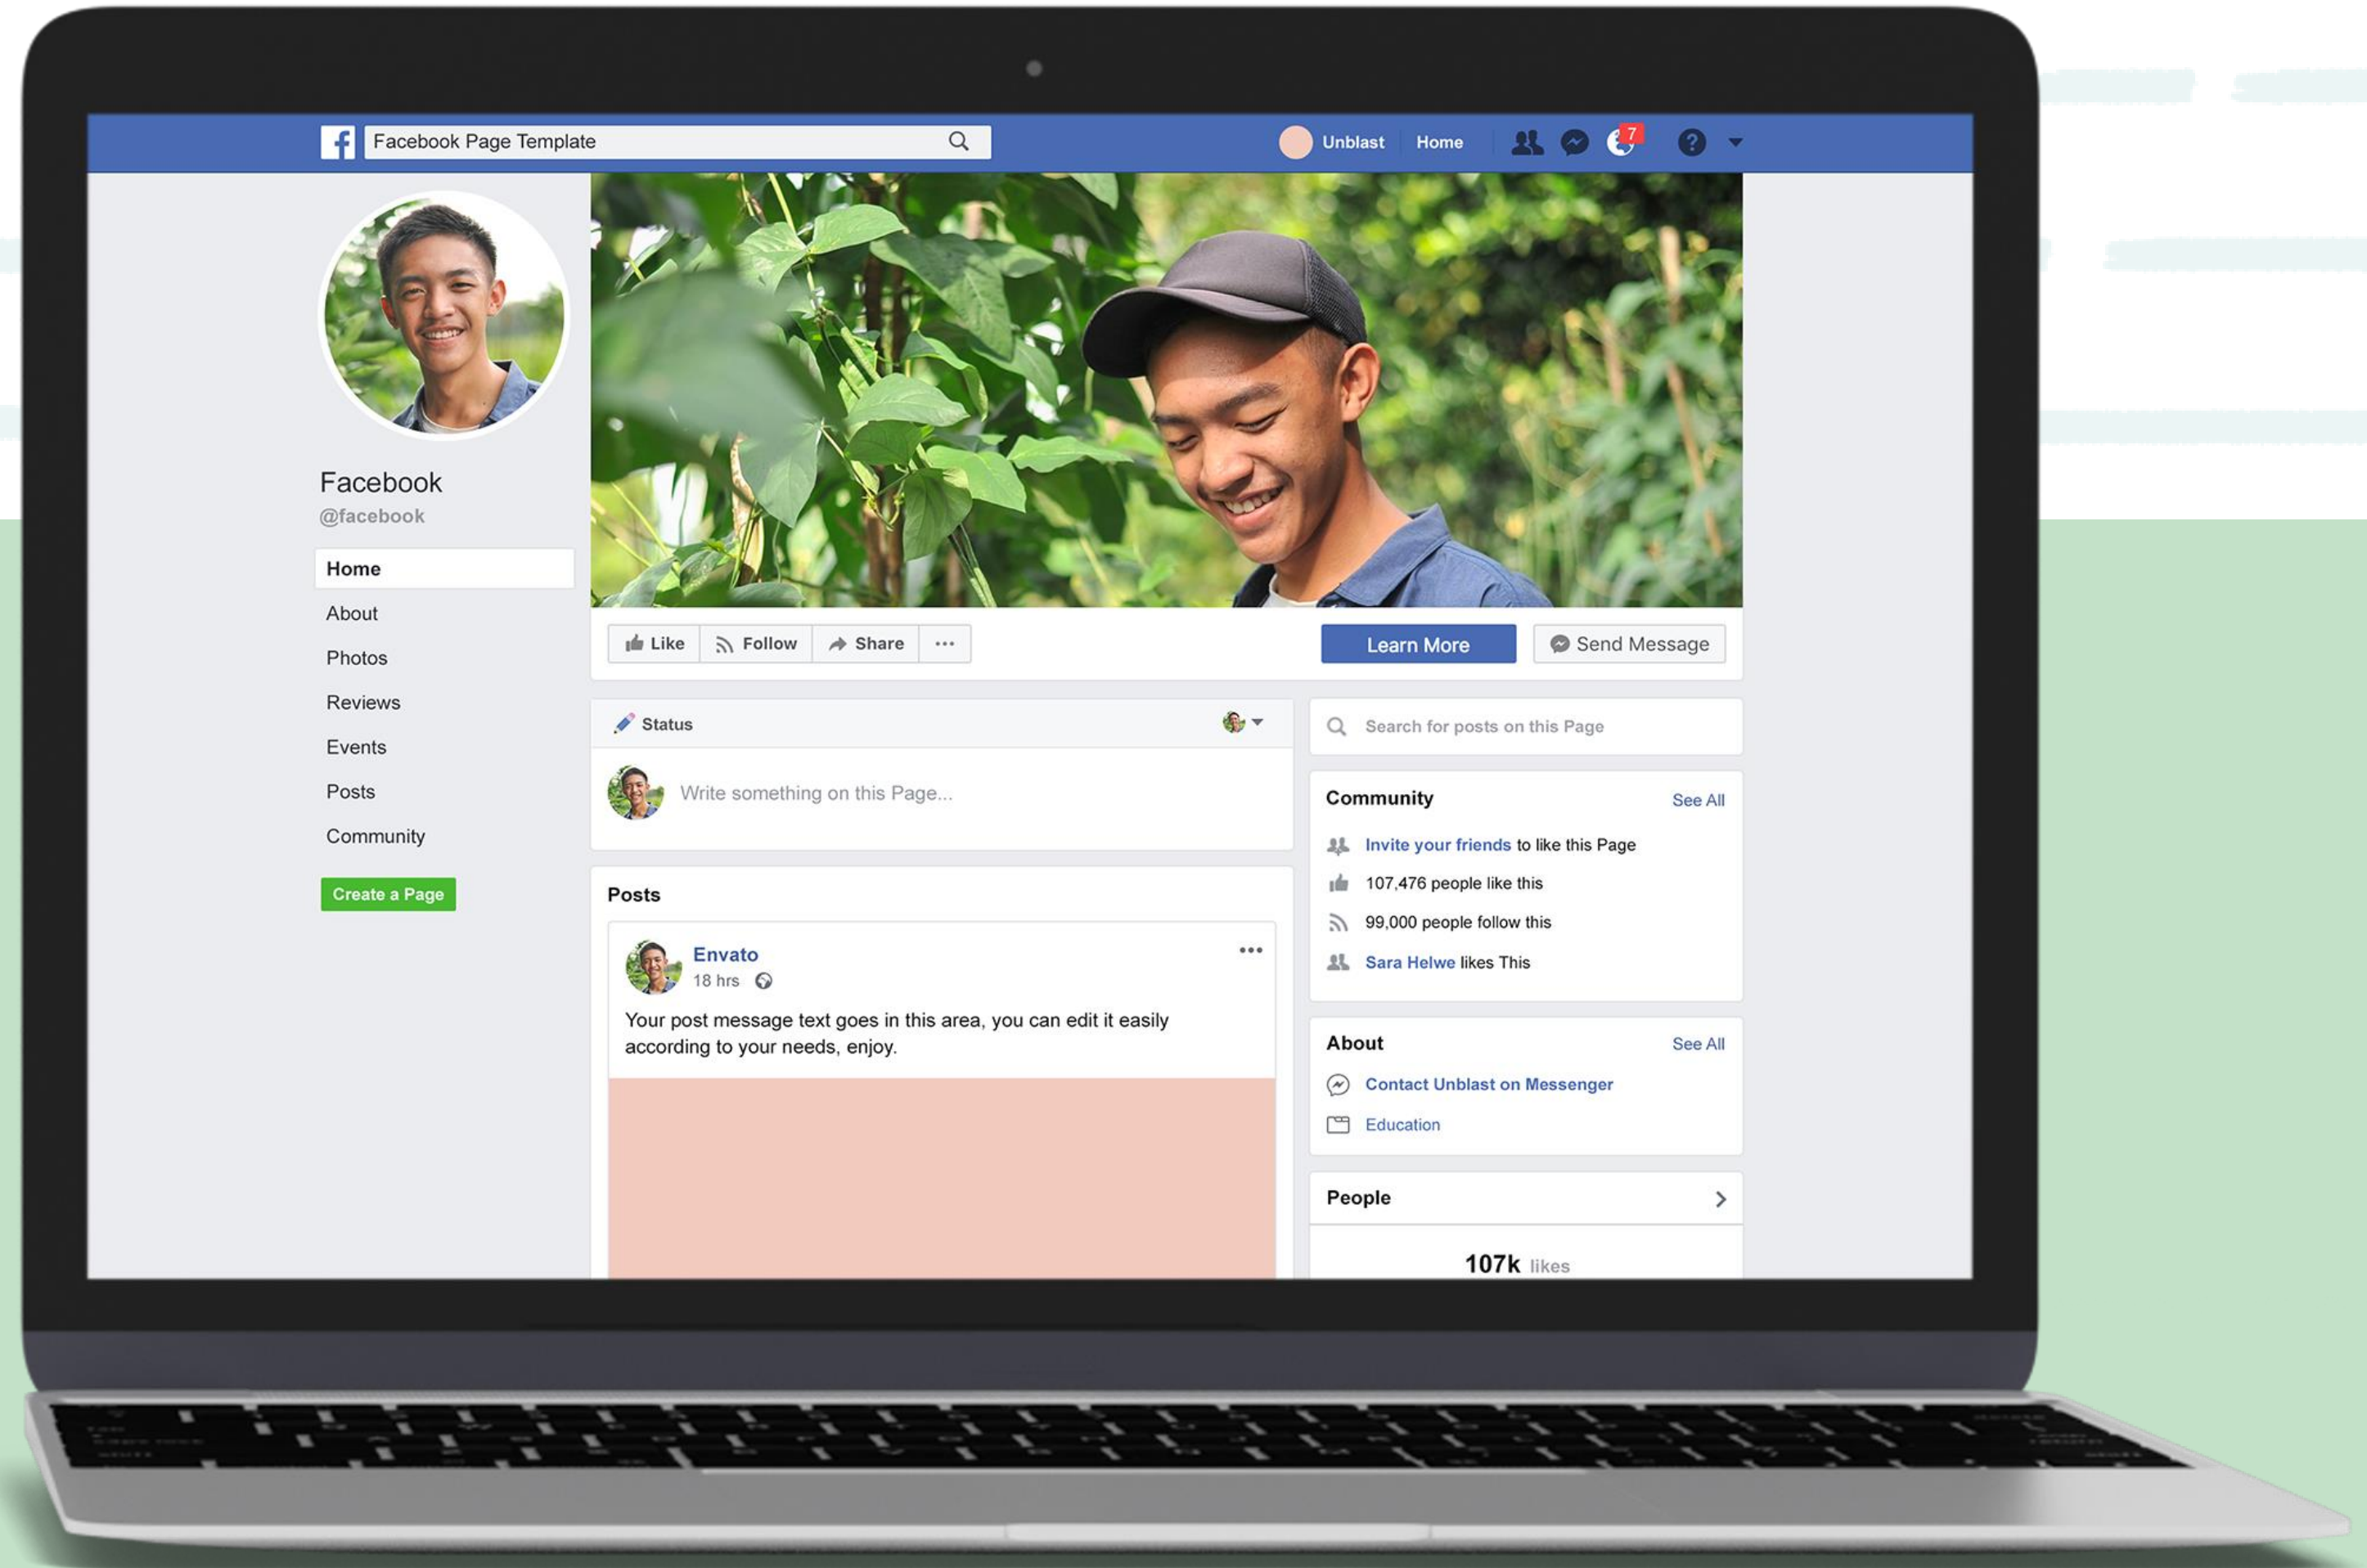 Facebook Page Template
Unblast
Home
7
?
Facebook
@facebook
Home
About
Photos
Reviews
Events
Posts
Community
Create a Page
Like
Follow
Share
...
Learn More
Send Message
Status
Write something on this Page...
Posts
Envato
18 hrs
Your post message text goes in this area, you can edit it easily
according to your needs, enjoy.
Search for posts on this Page
Community
See All
Invite your friends to like this Page
107,476 people like this
99,000 people follow this
Sara Helwe likes This
About
See All
Contact Unblast on Messenger
Education
People
107k likes